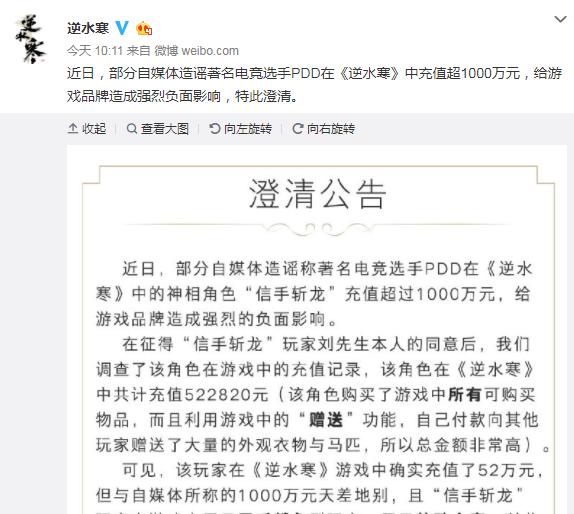 逆水寒
逆水寒
今天 10:11 来自 微博 weibo.com
近日，部分自媒体造谣著名电竞选手PDD在《逆水寒》中充值超1000万元，给游
戏品牌造成强烈负面影响，特此澄清。
收起 查看大图 向左旋转 向右旋转
澄清公告
近日，部分自媒体造谣称著名电竞选手PDD在《逆水
寒》中的神相角色“信手斩龙”充值超过1000万元，给
游戏品牌造成强烈的负面影响。
在征得“信手斩龙”玩家刘先生本人的同意后，我们
调查了该角色在游戏中的充值记录，该角色在《逆水寒》
中共计充值522820元（该角色购买了游戏中所有可购买
物品，而且利用游戏中的“赠送”功能，自己付款向其他
玩家赠送了大量的外观衣物与马匹，所以总金额非常高）。
可见，该玩家在《逆水寒》游戏中确实充值了52万元，
但与自媒体所称的1000万元天差地别，且“信手斩龙”